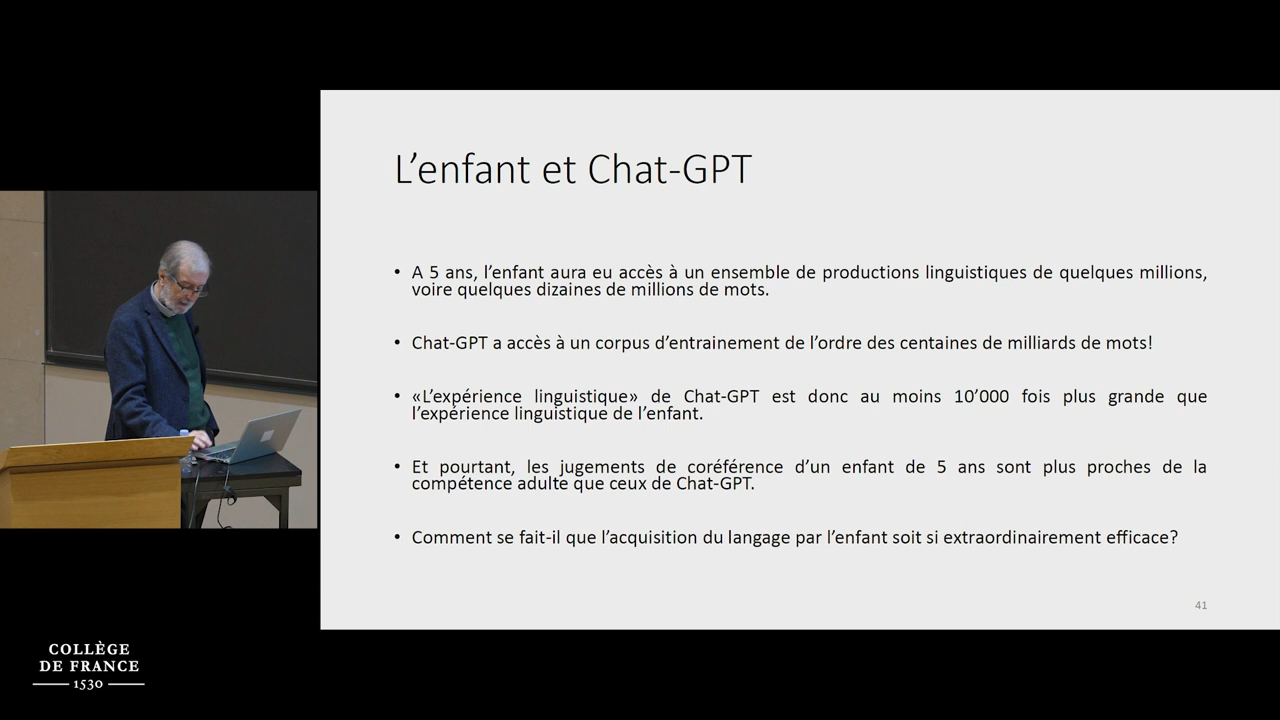 L’enfant et Chat-GPT
• A 5 ans, l’enfant aura eu accès à un ensemble de productions linguistiques de quelques millions,
voire quelques dizaines de millions de mots.
• Chat-GPT a accès à un corpus d’entrainement de l’ordre des centaines de milliards de mots!
• «L’expérience linguistique» de Chat-GPT est donc au moins 10’000 fois plus grande que
l’expérience linguistique de l’enfant.
• Et pourtant, les jugements de coréférence d’un enfant de 5 ans sont plus proches de la
compétence adulte que ceux de Chat-GPT.
• Comment se fait-il que l’acquisition du langage par l’enfant soit si extraordinairement efficace?
41
COLLÈGE
DE FRANCE
1530